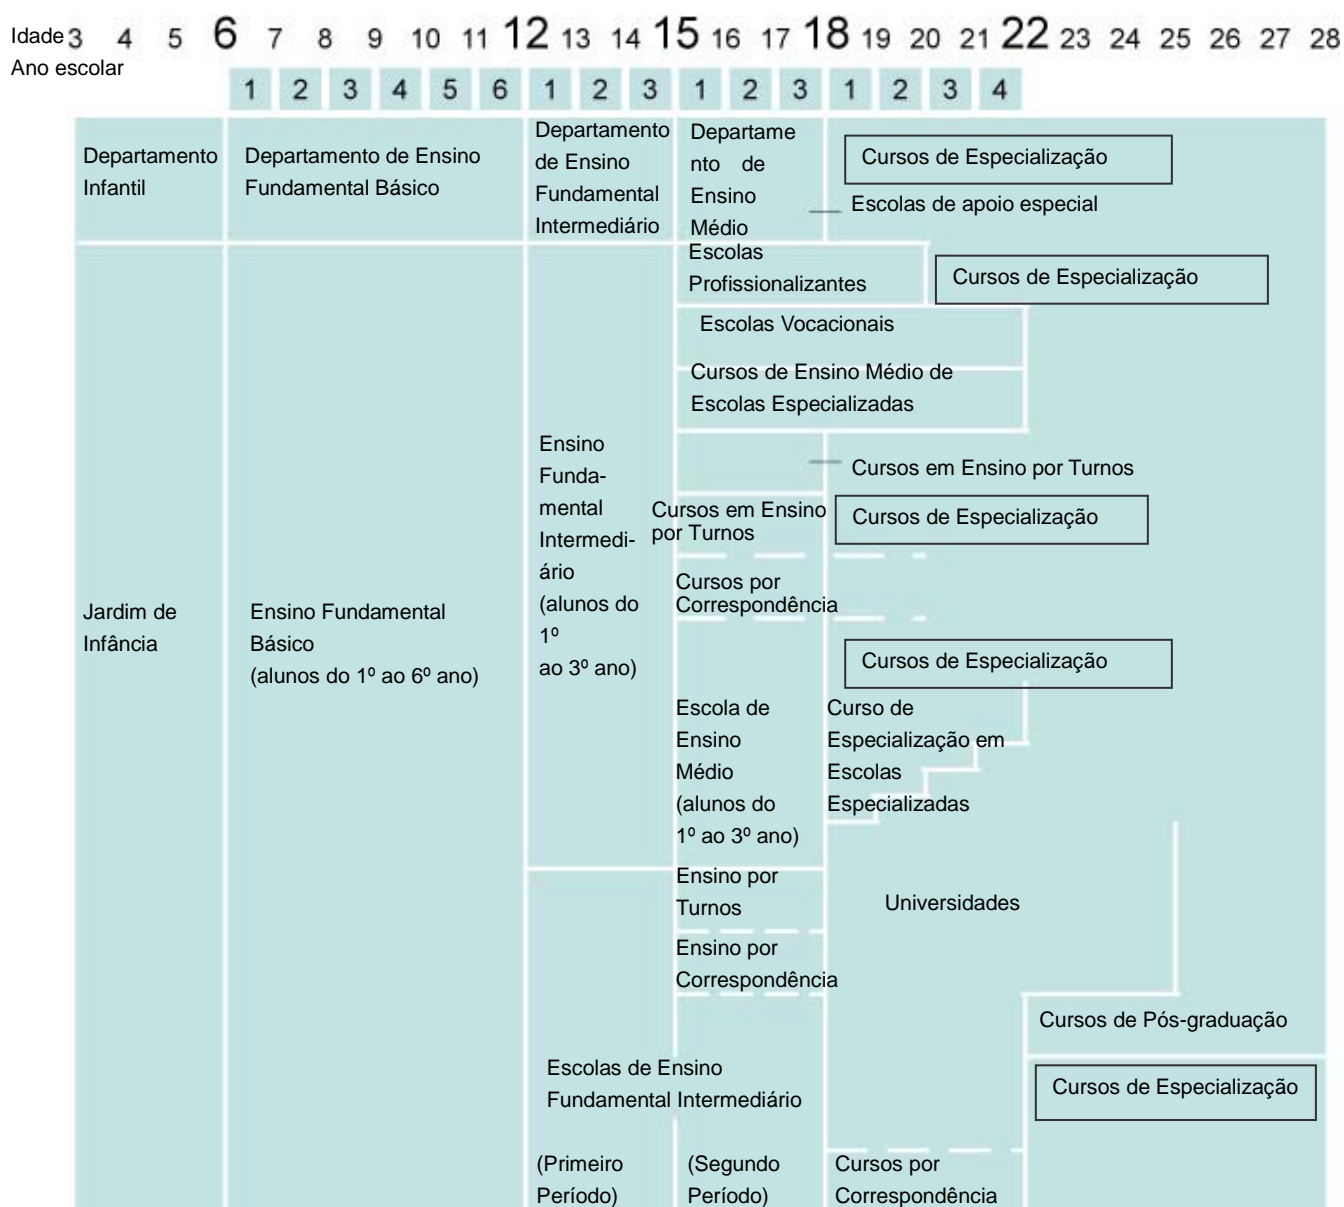 Idade 3 4 5 6 7 8 9 10 11 12 13 14 15 16 17 18 19 20 21 22 23 24 25 26 27 28
Ano escolar
1 2 3 4 5 6 1 2 3 1 2 3 1 2 3 4
Departamento
Infantil
Departamento de Ensino
Fundamental Básico
Departamento
de Ensino
Fundamental
Intermediário
Departame
nto de
Ensino
Médio
Cursos de Especialização
Escolas de apoio especial
Escolas
Profissionalizantes
Cursos de Especialização
Escolas Vocacionais
Cursos de Ensino Médio de
Escolas Especializadas
Jardim de
Infância
Ensino Fundamental
Básico
(alunos do 1º ao 6º ano)
Ensino
Funda-
mental
Intermedi-
ário
(alunos do
1º
ao 3º ano)
Cursos em Ensino por Turnos
Cursos em Ensino
por Turnos
Cursos de Especialização
Cursos por
Correspondência
Cursos de Especialização
Escola de
Ensino
Médio
(alunos do
1º ao 3º ano)
Curso de
Especialização em
Escolas
Especializadas
Ensino por
Turnos
Universidades
Ensino por
Correspondência
Cursos de Pós-graduação
Escolas de Ensino
Fundamental Intermediário
Cursos de Especialização
(Primeiro
Período)
(Segundo
Período)
Cursos por
Correspondência